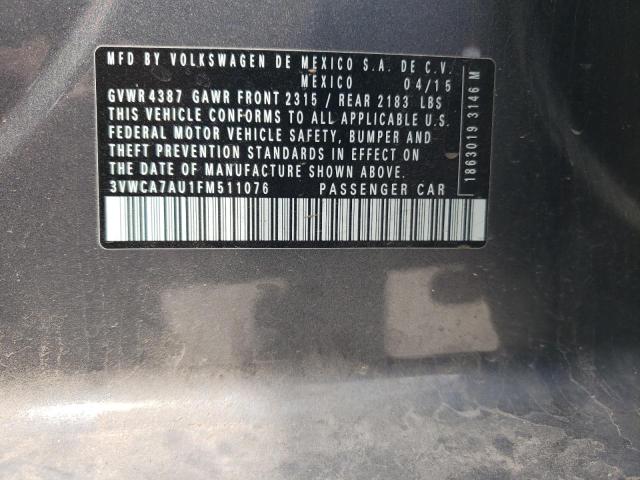 MFD BY VOLKSWAGEN DE MEXICO S.A. DE C.V.
MEXICO 04/15
GVWR 4387 GAWR FRONT 2315 / REAR 2183 LBS
THIS VEHICLE CONFORMS TO ALL APPLICABLE U.S.
FEDERAL MOTOR VEHICLE SAFETY, BUMPER AND
THEFT PREVENTION STANDARDS IN EFFECT ON
THE DATE OF MANUFACTURE SHOWN ABOVE.
3VWCA7AU1FM511076 PASSENGER CAR
1863019 3146 M